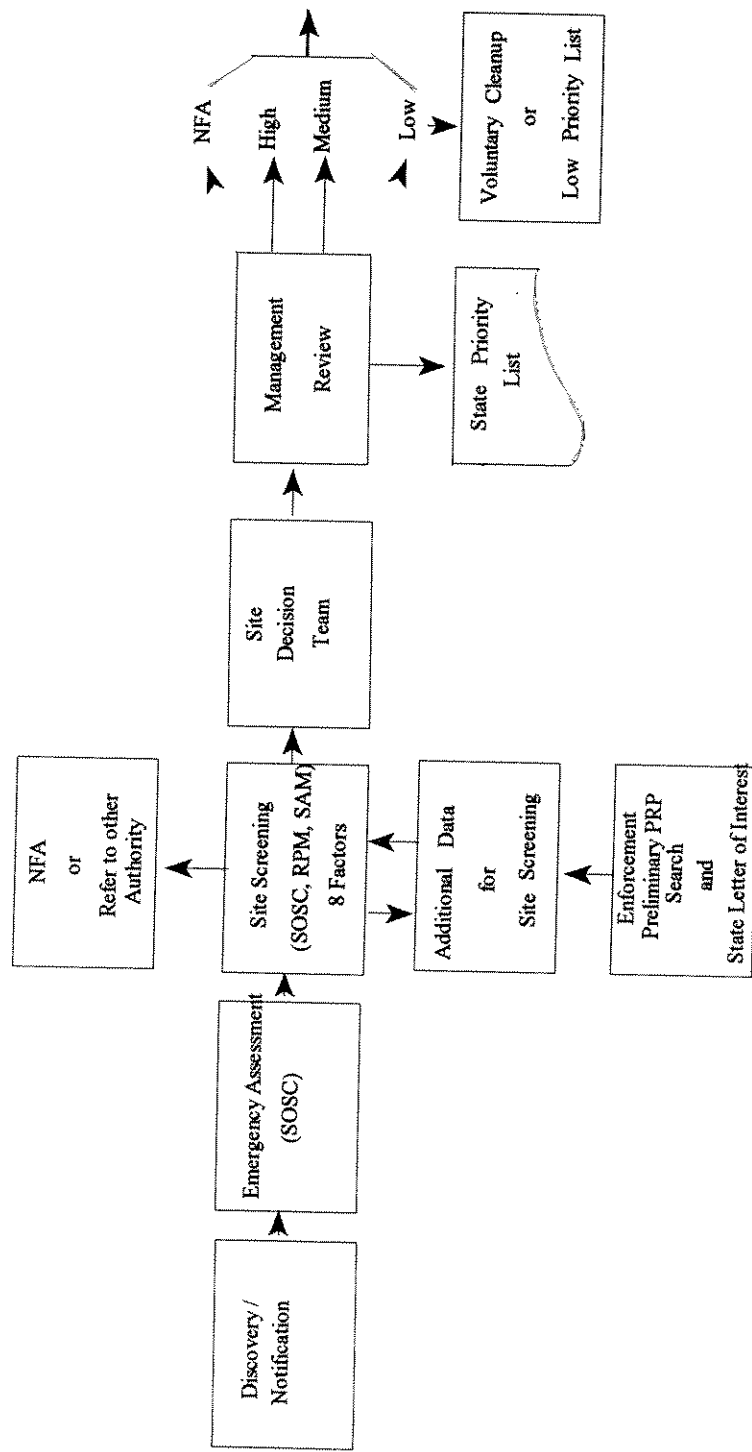 Discovery /
Notification
Emergency Assessment
(SOSC)
NFA
or
Refer to other
Authority
Site Screening
(SOSC, RPM, SAM)
8 Factors
Additional Data
for
Site Screening
Enforcement
Preliminary PRP
Search
and
State Letter of Interest
Site
Decision
Team
Management
Review
State Priority
List
NFA
High
Medium
Low
Voluntary Cleanup
or
Low Priority List